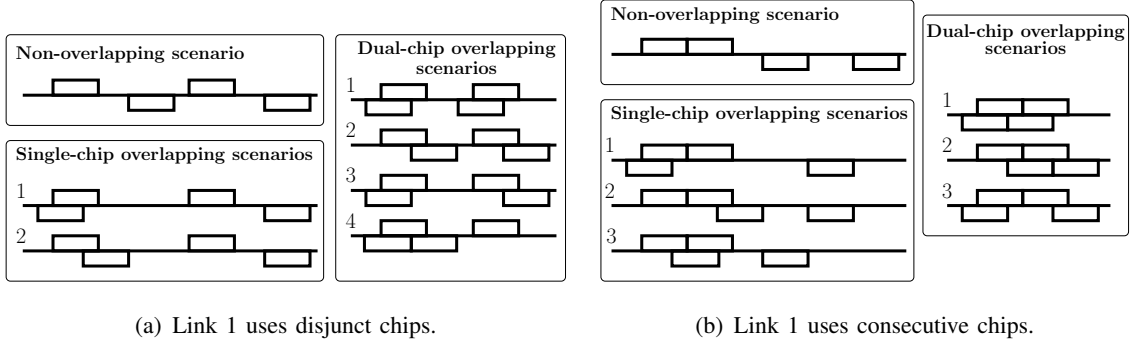 Non-overlapping scenario
Single-chip overlapping scenarios
1
2
Dual-chip overlapping
scenarios
1
2
3
4
(a) Link 1 uses disjunct chips.
Non-overlapping scenario
Single-chip overlapping scenarios
1
2
3
Dual-chip overlapping
scenarios
1
2
3
(b) Link 1 uses consecutive chips.